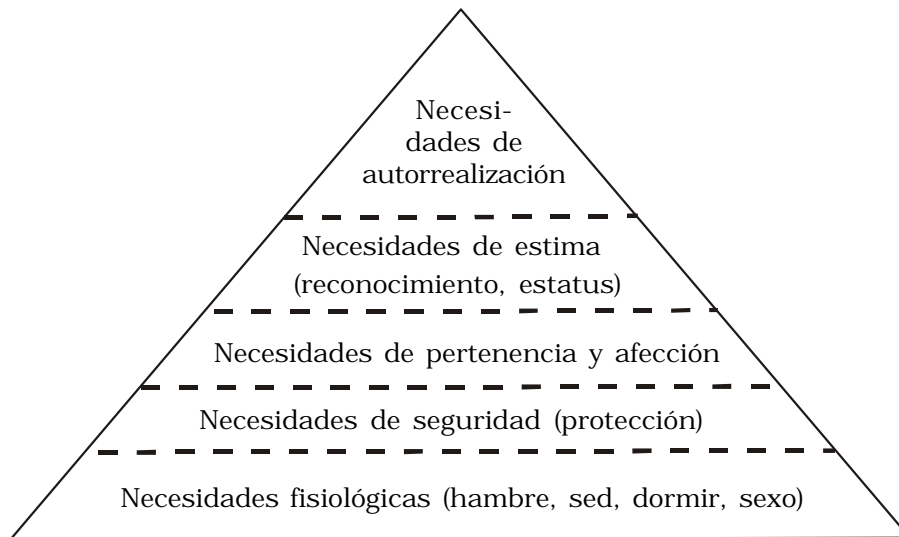 Necesi-
dades de
autorrealización
Necesidades de estima
(reconocimiento, estatus)
Necesidades de pertenencia y afección
Necesidades de seguridad (protección)
Necesidades fisiológicas (hambre, sed, dormir, sexo)